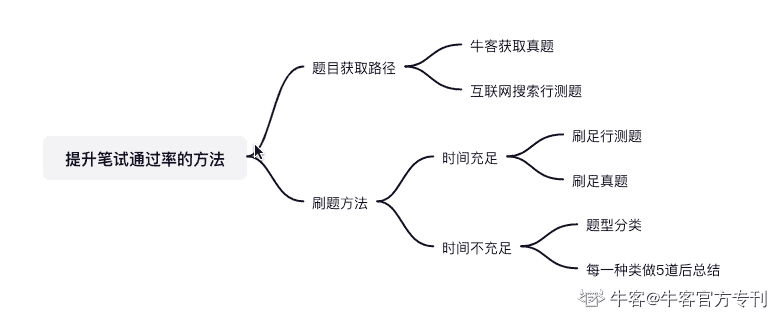 提升笔试通过率的方法
题目获取路径
牛客获取真题
互联网搜索行测题
刷题方法
时间充足
刷足行测题
刷足真题
时间不充足
题型分类
每一种类做5道后总结
牛客@牛客官方专刊